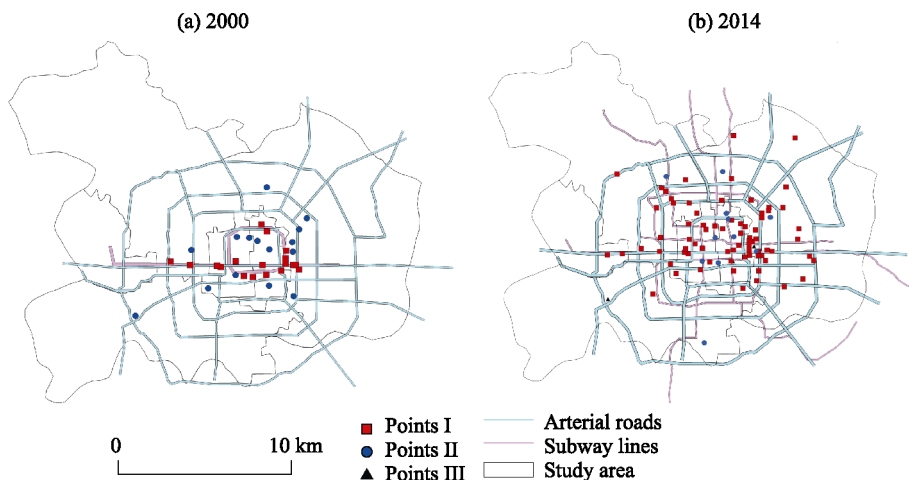 (a) 2000
(b) 2014
0 10 km
Points I
Points II
Points III
Arterial roads
Subway lines
Study area